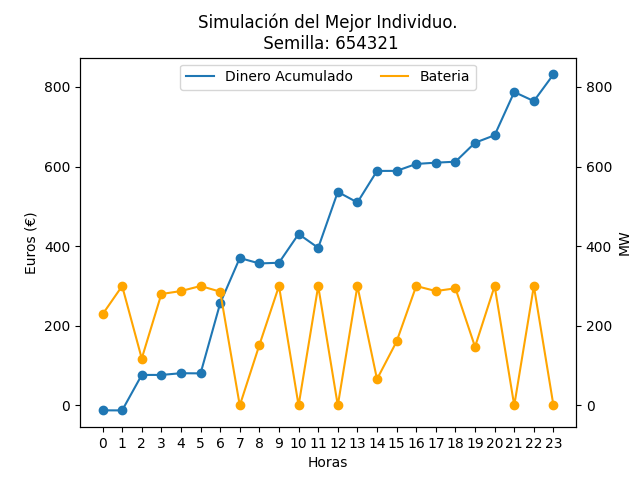 Simulación del Mejor Individuo.
Semilla: 654321
Dinero Acumulado
Bateria
800
600
400
200
0
Euros (€)
800
600
400
200
0
MW
0 1 2 3 4 5 6 7 8 9 10 11 12 13 14 15 16 17 18 19 20 21 22 23
Horas